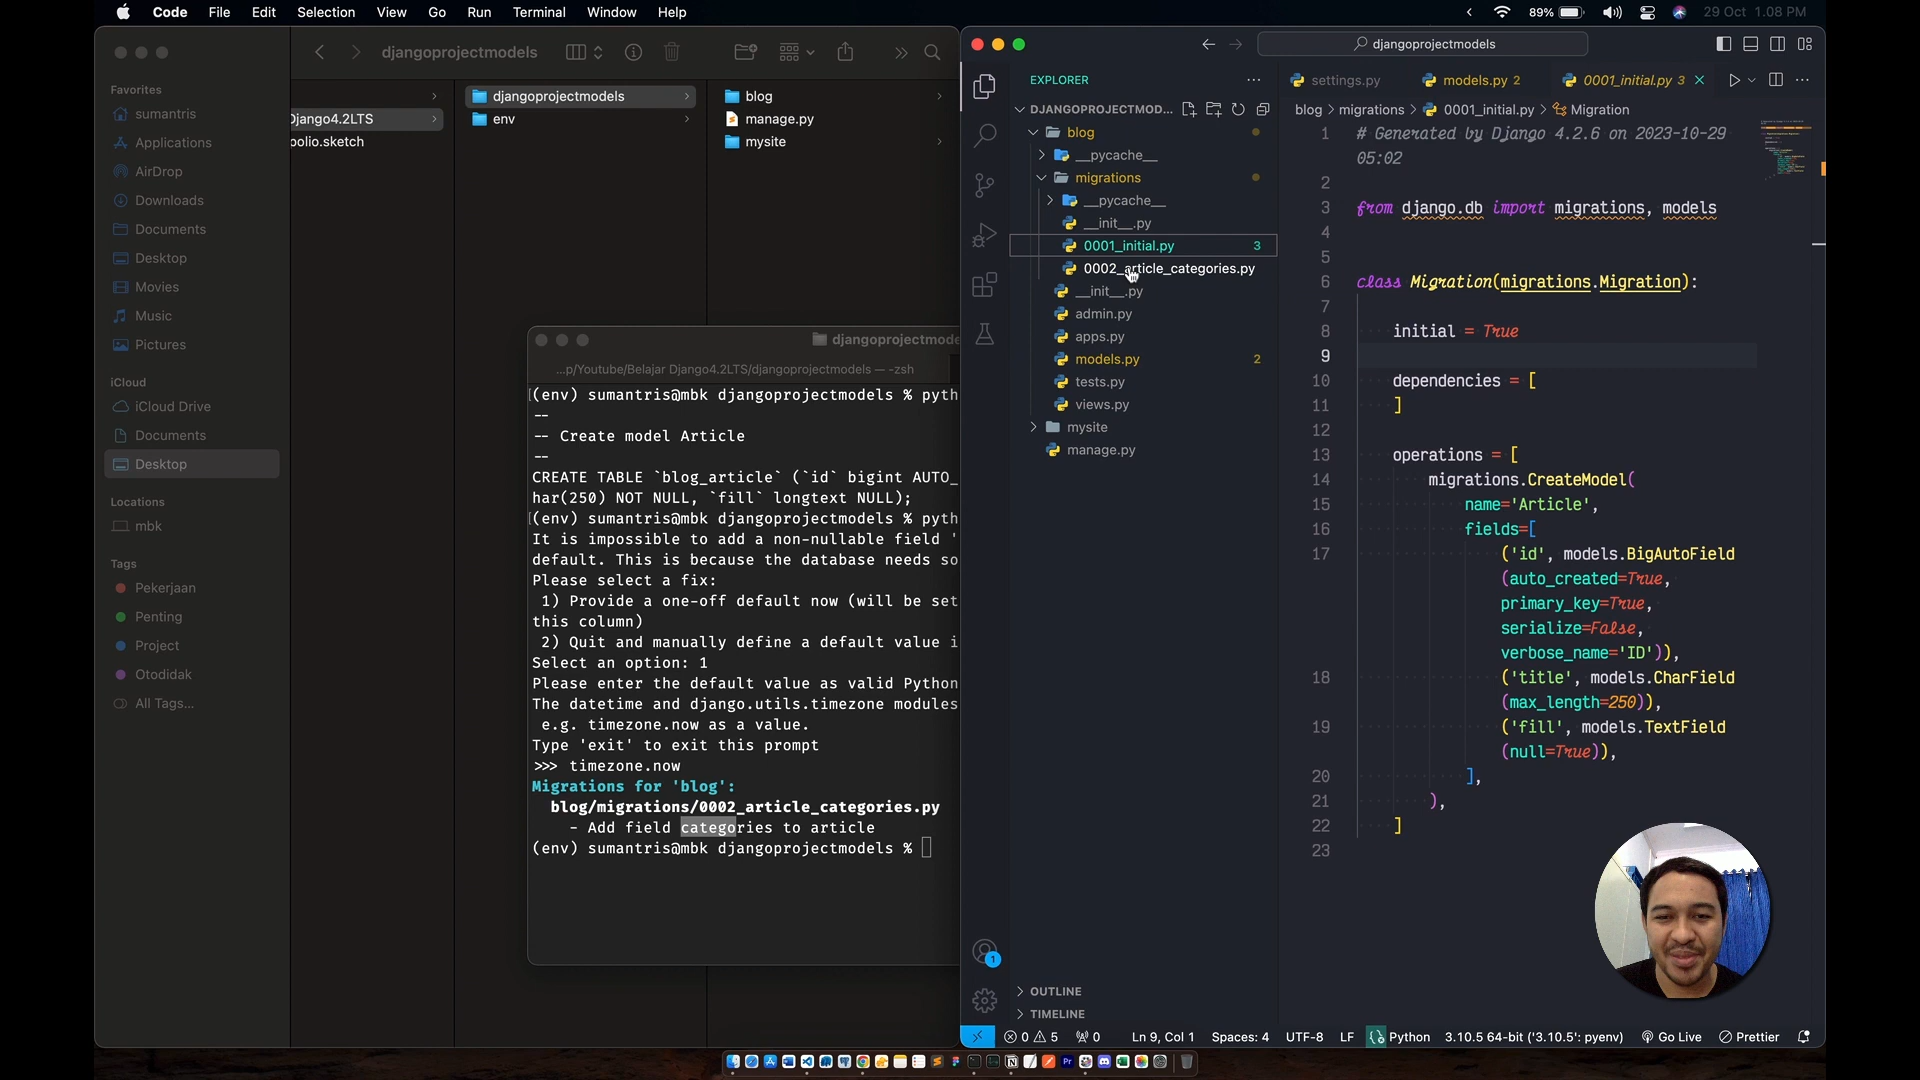 Code File Edit Selection View Go Run Terminal Window Help
89% 29 Oct 1.08 PM
djangoprojectmodels
Favorites
sumantris
Applications
AirDrop
Downloads
Documents
Desktop
Movies
Music
Pictures
iCloud
iCloud Drive
Documents
Desktop
Locations
mbk
Tags
Pekerjaan
Penting
Project
Otodidak
All Tags...
Django4.2LTS
polio.sketch
djangoprojectmodels
env
blog
manage.py
mysite
djangoprojectmode
...p/Youtube/Belajar Django4.2LTS/djangoprojectmodels — -zsh
(env) sumantris@mbk djangoprojectmodels % pyth
--
-- Create model Article
--
CREATE TABLE `blog_article` (`id` bigint AUTO_
har(250) NOT NULL, `fill` longtext NULL);
(env) sumantris@mbk djangoprojectmodels % pyth
It is impossible to add a non-nullable field '
default. This is because the database needs so
Please select a fix:
1) Provide a one-off default now (will be set
this column)
2) Quit and manually define a default value i
Select an option: 1
Please enter the default value as valid Python
The datetime and django.utils.timezone modules
e.g. timezone.now as a value.
Type 'exit' to exit this prompt
>>> timezone.now
Migrations for 'blog':
blog/migrations/0002_article_categories.py
- Add field categories to article
(env) sumantris@mbk djangoprojectmodels %
djangoprojectmodels
EXPLORER
DJANGOPROJECTMOD...
blog
__pycache__
migrations
__pycache__
__init__.py
0001_initial.py 3
0002_article_categories.py
__init__.py
admin.py
apps.py
models.py 2
tests.py
views.py
mysite
manage.py
OUTLINE
TIMELINE
settings.py models.py 2 0001_initial.py 3
blog > migrations > 0001_initial.py > Migration
1 # Generated by Django 4.2.6 on 2023-10-29
05:02
2
3 from django.db import migrations, models
4
5
6 class Migration(migrations.Migration):
7
8 initial = True
9
10 dependencies = [
11 ]
12
13 operations = [
14 migrations.CreateModel(
15 name='Article',
16 fields=[
17 ('id', models.BigAutoField
(auto_created=True,
primary_key=True,
serialize=False,
verbose_name='ID')),
18 ('title', models.CharField
(max_length=250)),
19 ('fill', models.TextField
(null=True)),
20 ],
21 ),
22 ]
23
1
0 5 0 Ln 9, Col 1 Spaces: 4 UTF-8 LF Python 3.10.5 64-bit ('3.10.5': pyenv) Go Live Prettier